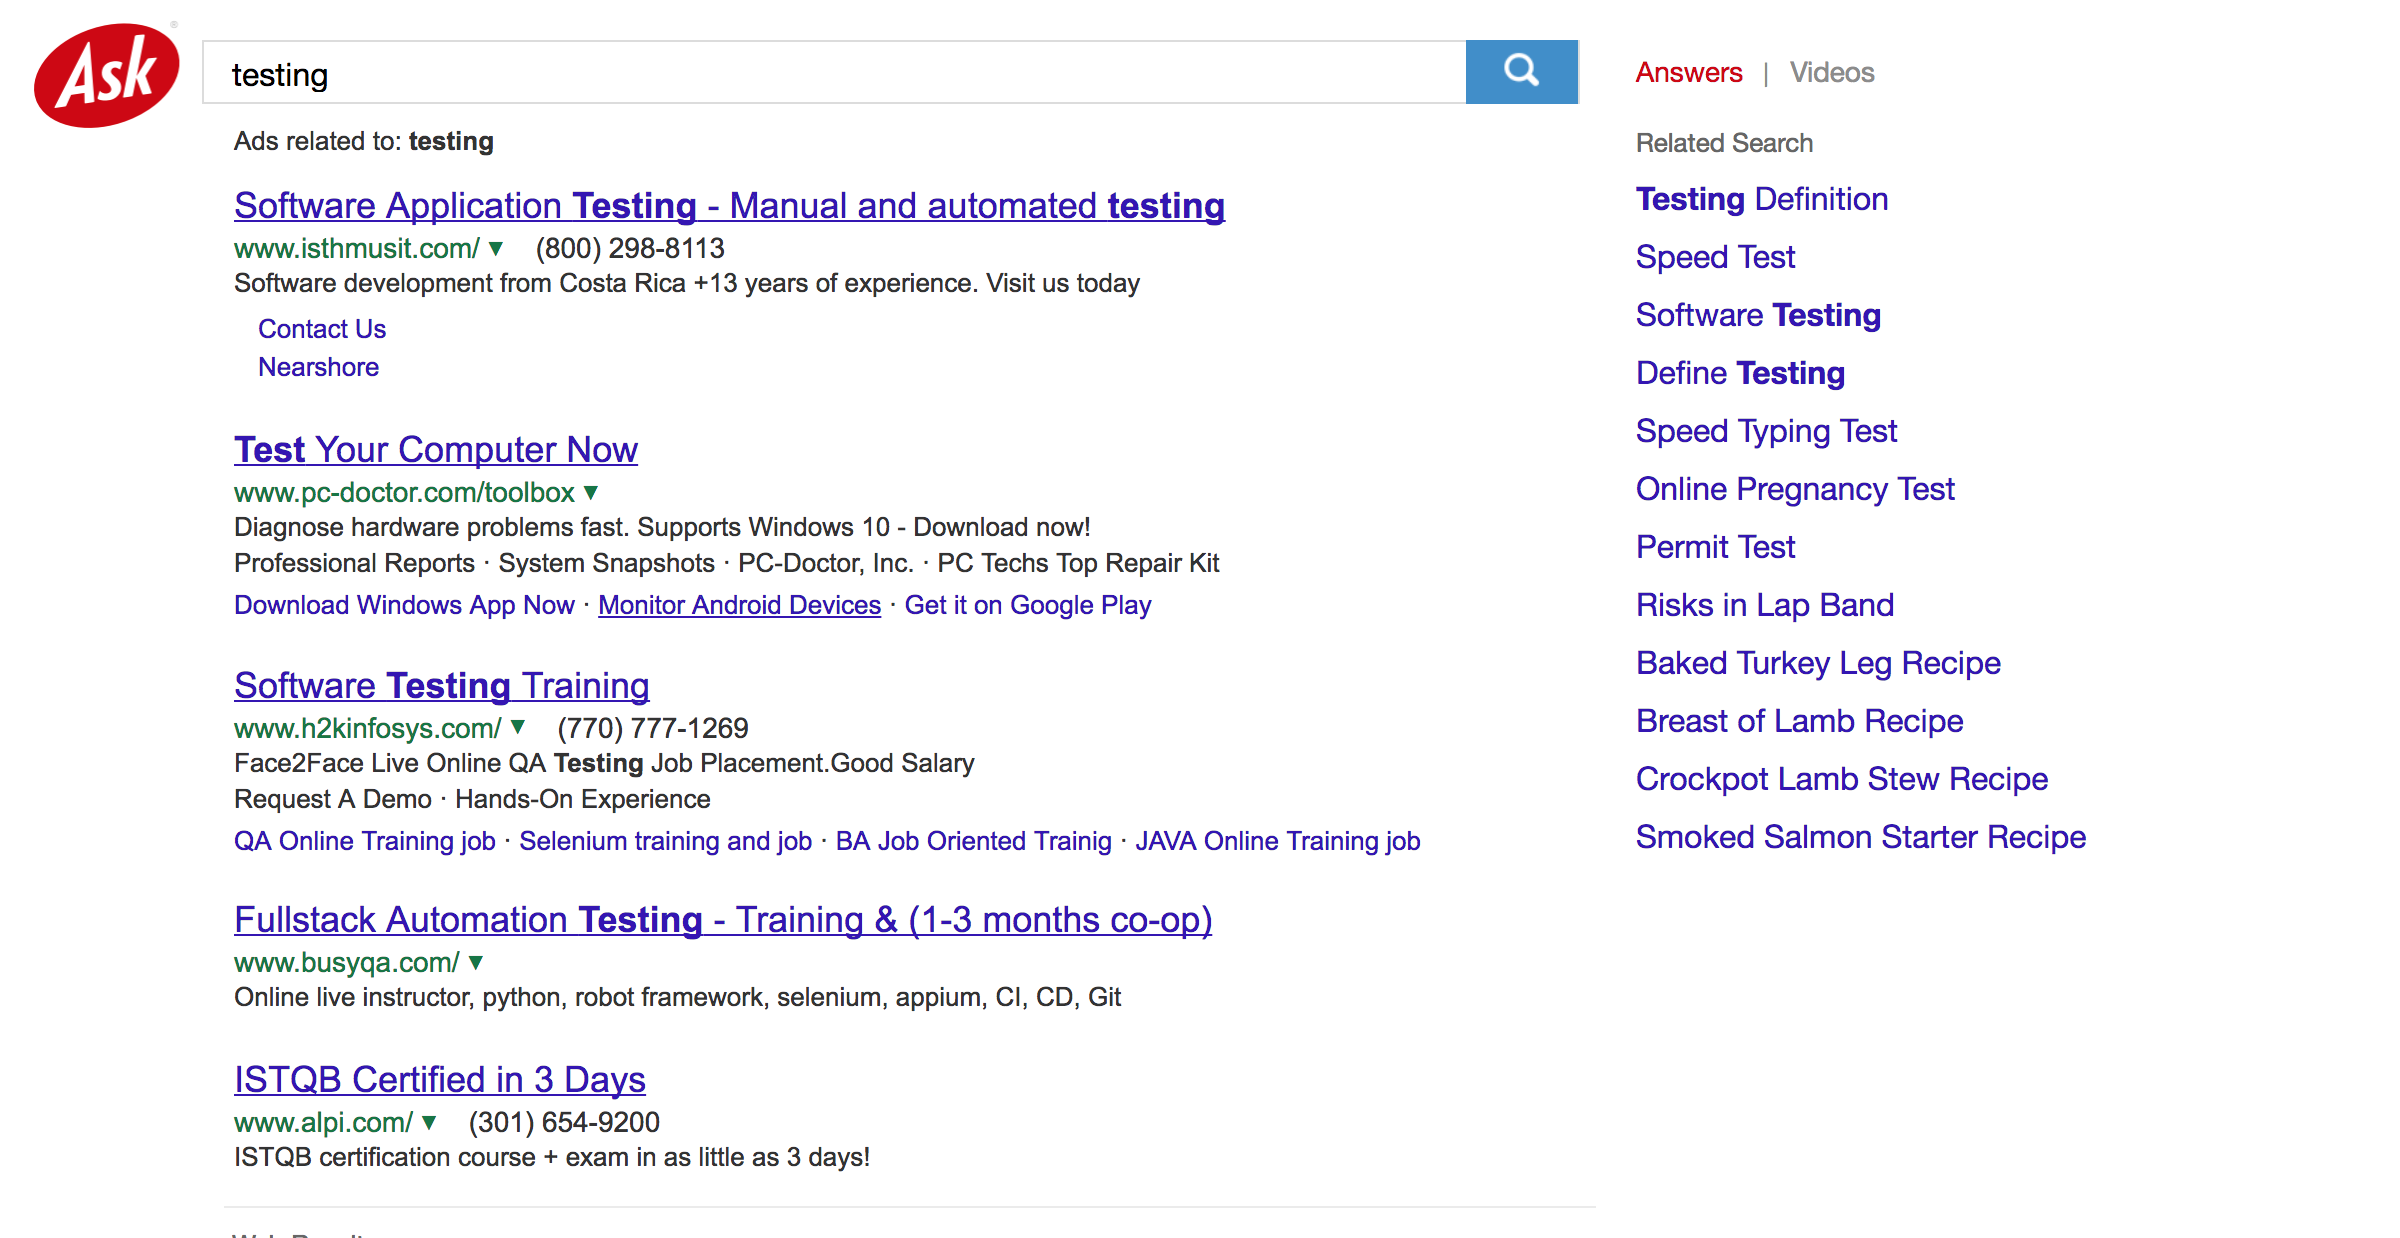 Ask ®
testing
Answers | Videos
Ads related to: testing
Software Application Testing - Manual and automated testing
www.isthmusit.com/ ▼ (800) 298-8113
Software development from Costa Rica +13 years of experience. Visit us today
Contact Us
Nearshore
Test Your Computer Now
www.pc-doctor.com/toolbox ▼
Diagnose hardware problems fast. Supports Windows 10 - Download now!
Professional Reports · System Snapshots · PC-Doctor, Inc. · PC Techs Top Repair Kit
Download Windows App Now · Monitor Android Devices · Get it on Google Play
Software Testing Training
www.h2kinfosys.com/ ▼ (770) 777-1269
Face2Face Live Online QA Testing Job Placement.Good Salary
Request A Demo · Hands-On Experience
QA Online Training job · Selenium training and job · BA Job Oriented Trainig · JAVA Online Training job
Fullstack Automation Testing - Training & (1-3 months co-op)
www.busyqa.com/ ▼
Online live instructor, python, robot framework, selenium, appium, CI, CD, Git
ISTQB Certified in 3 Days
www.alpi.com/ ▼ (301) 654-9200
ISTQB certification course + exam in as little as 3 days!
Related Search
Testing Definition
Speed Test
Software Testing
Define Testing
Speed Typing Test
Online Pregnancy Test
Permit Test
Risks in Lap Band
Baked Turkey Leg Recipe
Breast of Lamb Recipe
Crockpot Lamb Stew Recipe
Smoked Salmon Starter Recipe